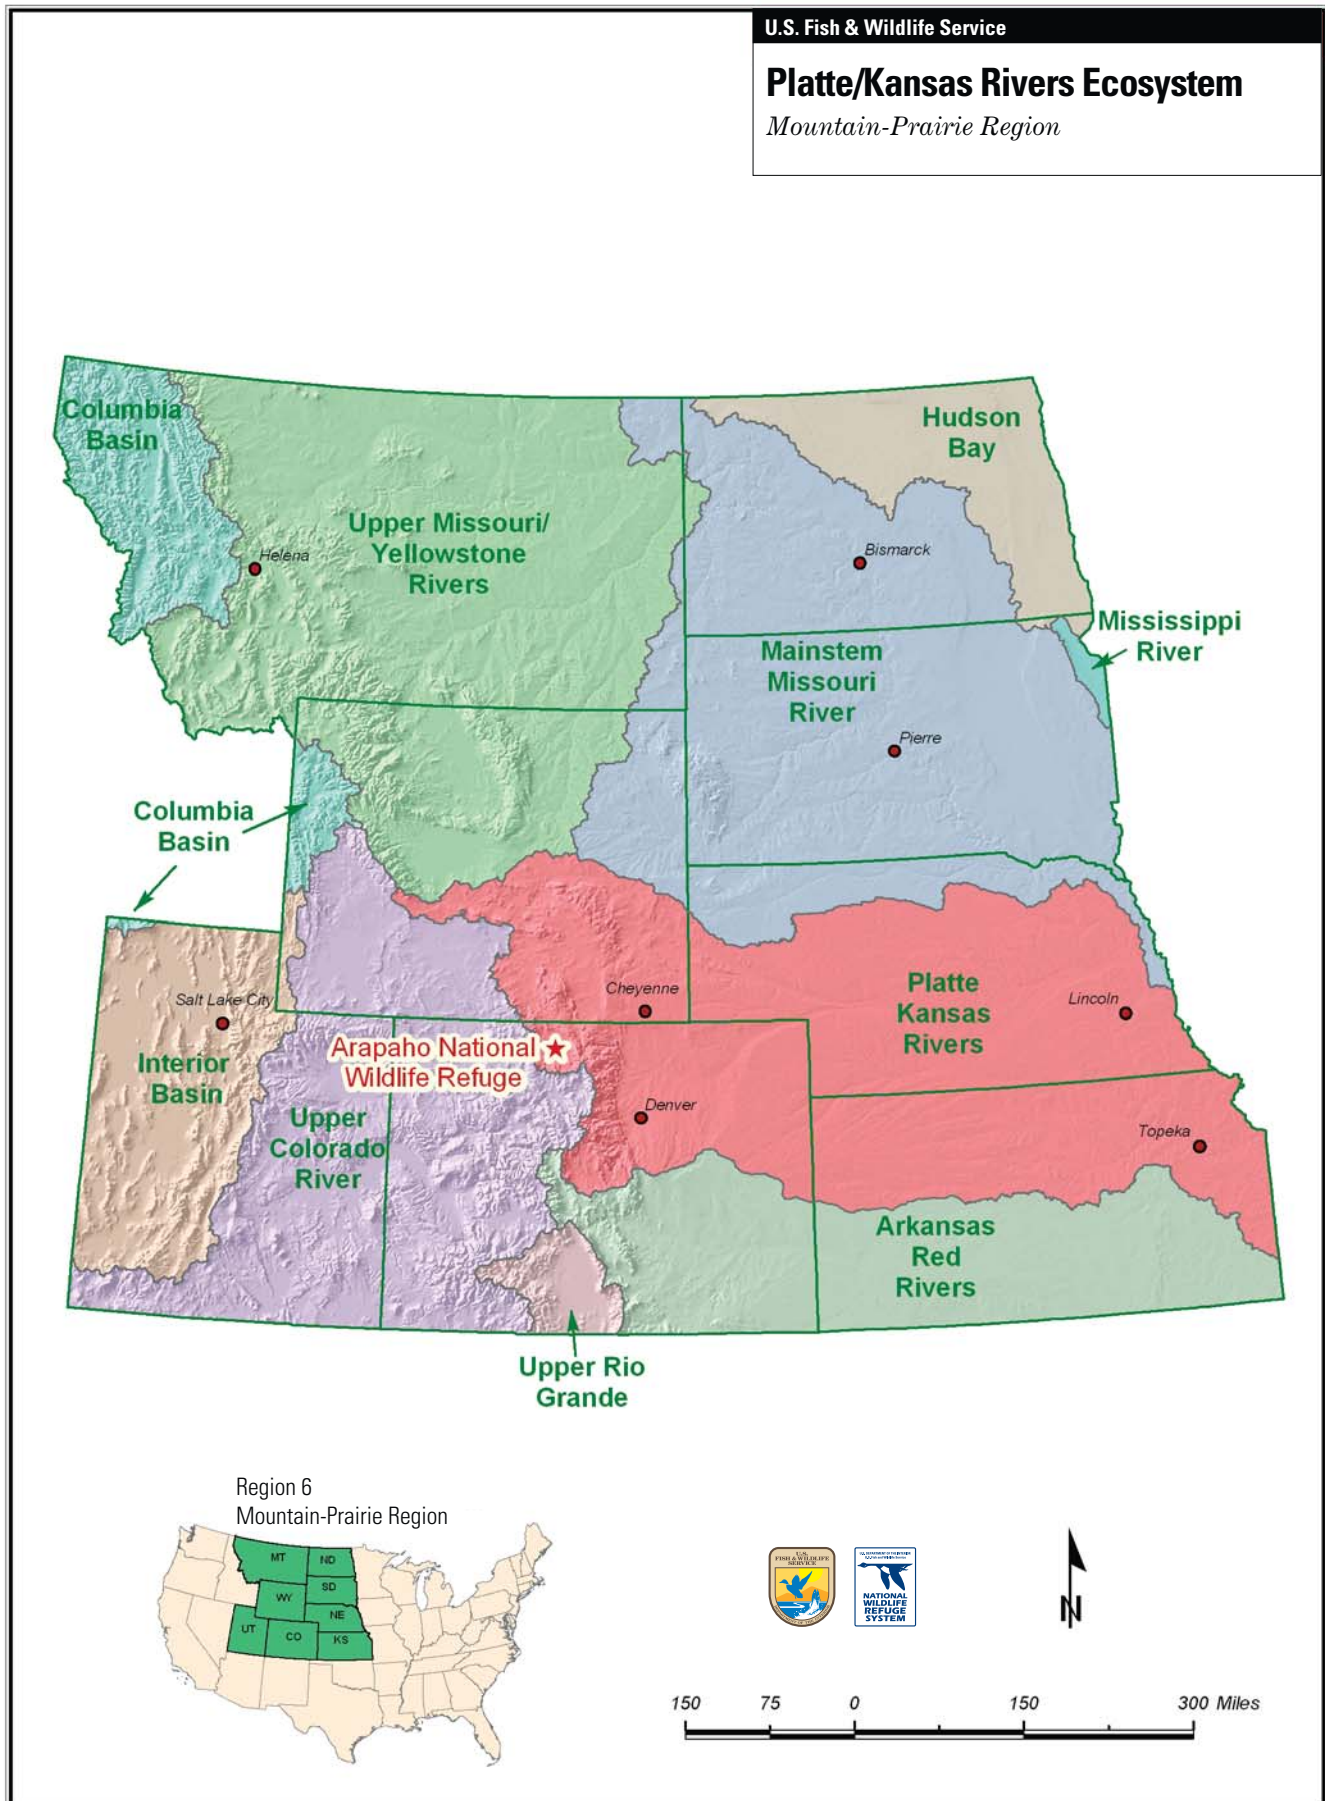 U.S. Fish & Wildlife Service
Platte/Kansas Rivers Ecosystem
Mountain-Prairie Region
Columbia
Basin
Hudson
Bay
Upper Missouri/
Yellowstone
Rivers
Helena
Bismarck
Mississippi
River
Mainstem
Missouri
River
Pierre
Columbia
Basin
Platte
Kansas
Rivers
Cheyenne
Lincoln
Salt Lake City
Arapaho National
Wildlife Refuge
Interior
Basin
Upper
Colorado
River
Denver
Topeka
Arkansas
Red
Rivers
Upper Rio
Grande
Region 6
Mountain-Prairie Region
MT
ND
SD
WY
NE
UT
CO
KS
U.S.
FISH & WILDLIFE
SERVICE
NATIONAL
WILDLIFE
REFUGE
SYSTEM
N
150 75 0 150 300 Miles